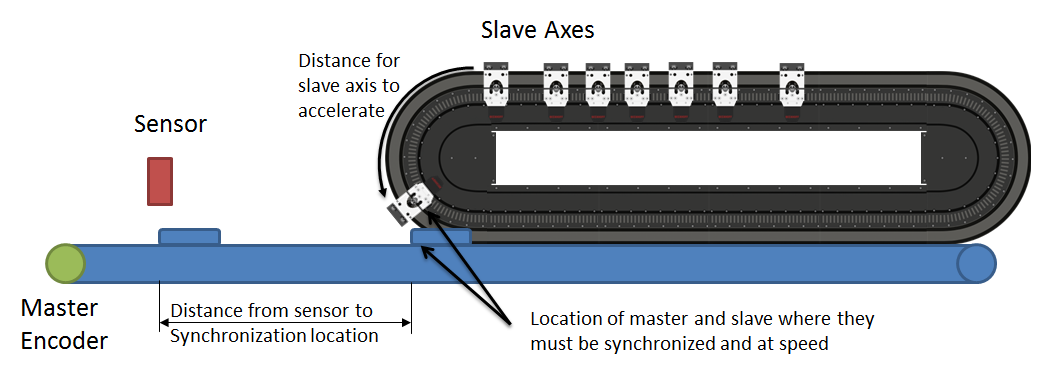 Slave Axes
Distance for
slave axis to
accelerate
Sensor
Master
Encoder
Distance from sensor to
Synchronization location
Location of master and slave where they
must be synchronized and at speed